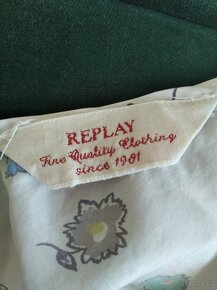 REPLAY
Fine Quality Clothing
since 1981